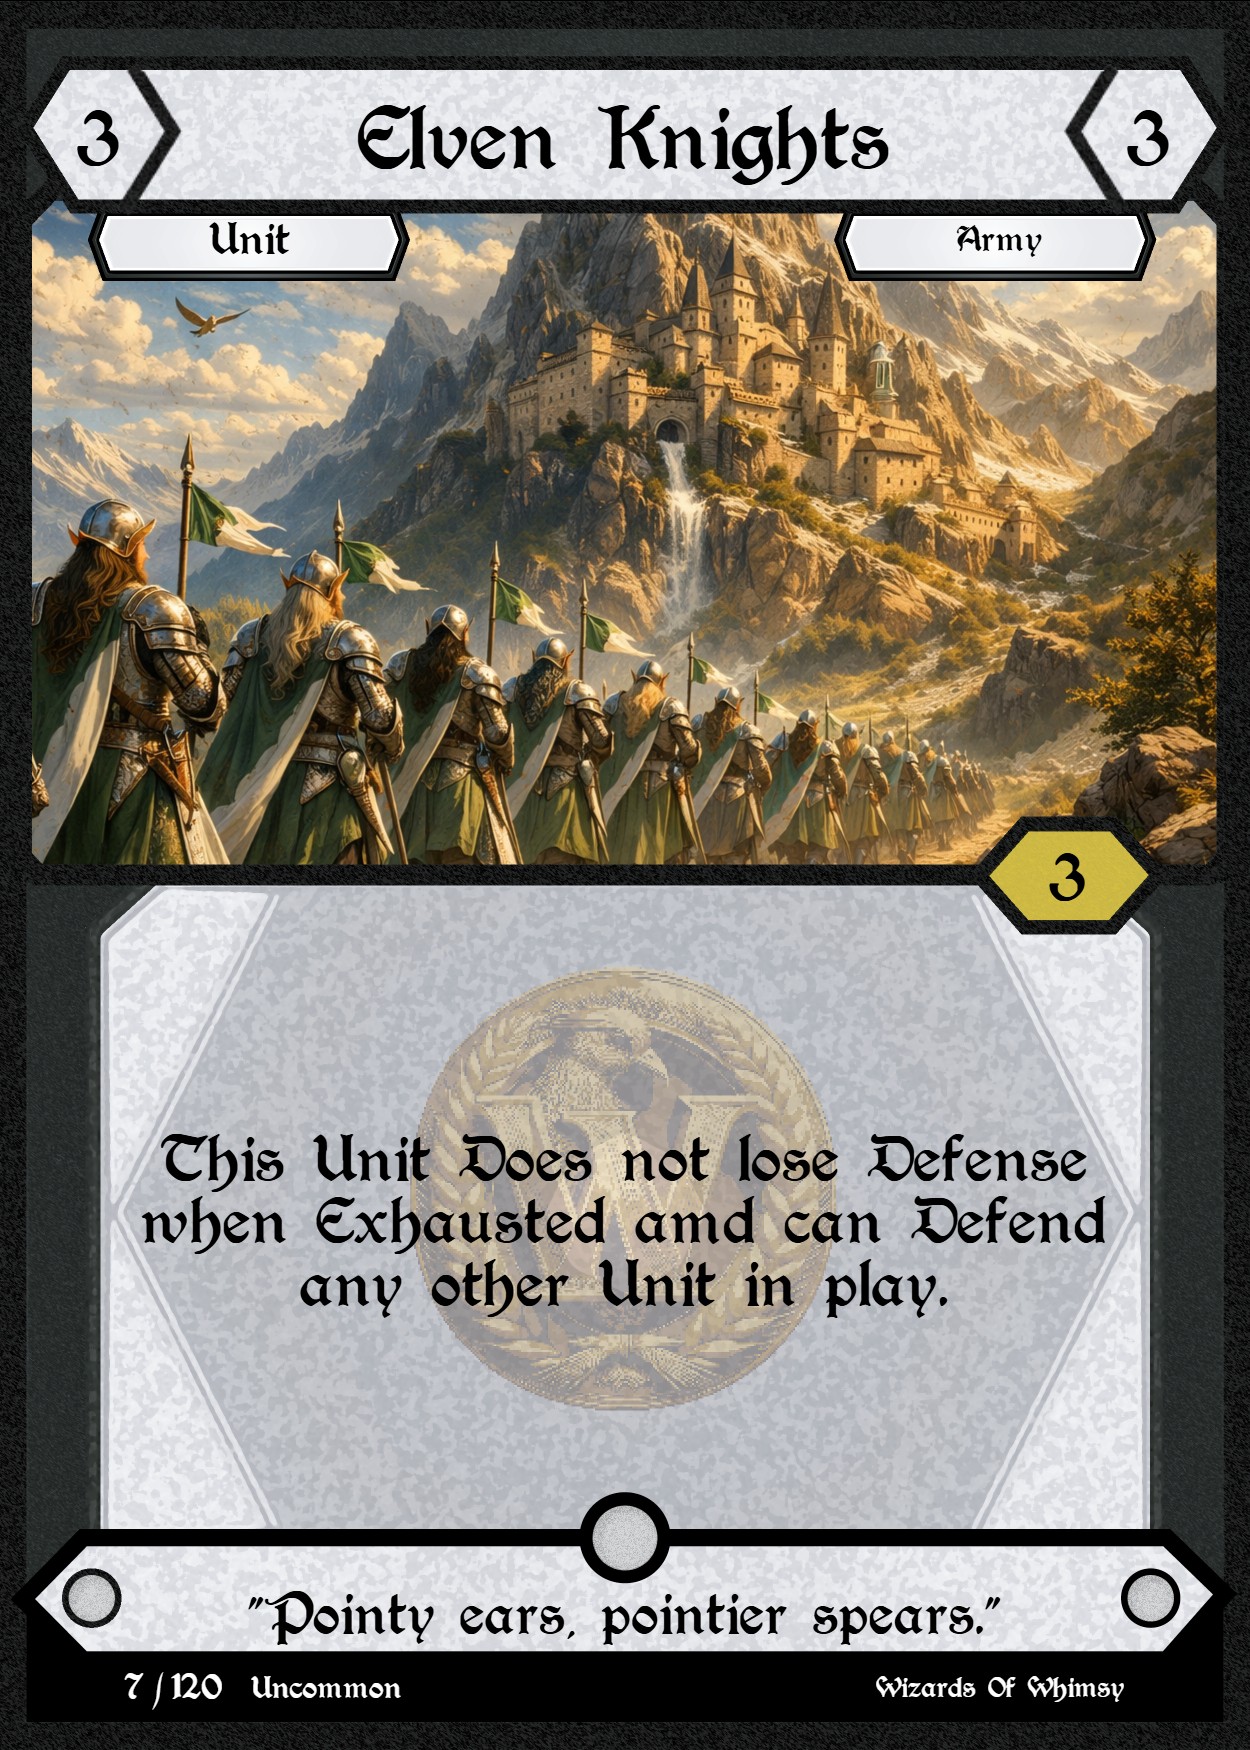 3 Elven Knights 3
Unit Army
3
W
This Unit Does not lose Defense
when Exhausted amd can Defend
any other Unit in play.
"Pointy ears, pointier spears."
7 / 120 Uncommon Wizards Of Whimsy